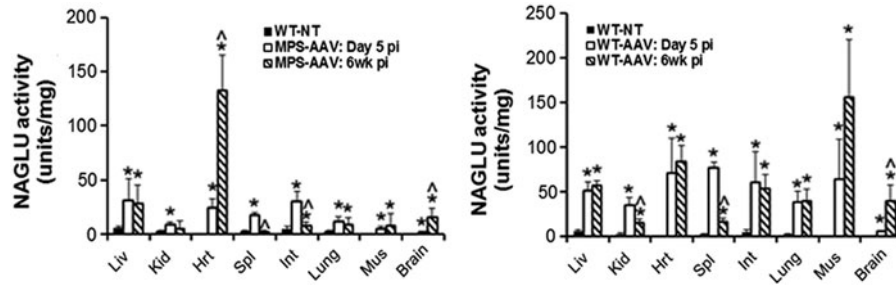 NAGLU activity
(units/mg)
200
150
100
50
0
WT-NT
MPS-AAV: Day 5 pi
MPS-AAV: 6wk pi
* * * * ^ * * ^ * ^ * * * * * * ^ *
Liv Kid Hrt Spl Int Lung Mus Brain
NAGLU activity
(units/mg)
250
200
150
100
50
0
WT-NT
WT-AAV: Day 5 pi
WT-AAV: 6wk pi
* * * ^ * * * * ^ * * * * * * * * ^ *
Liv Kid Hrt Spl Int Lung Mus Brain